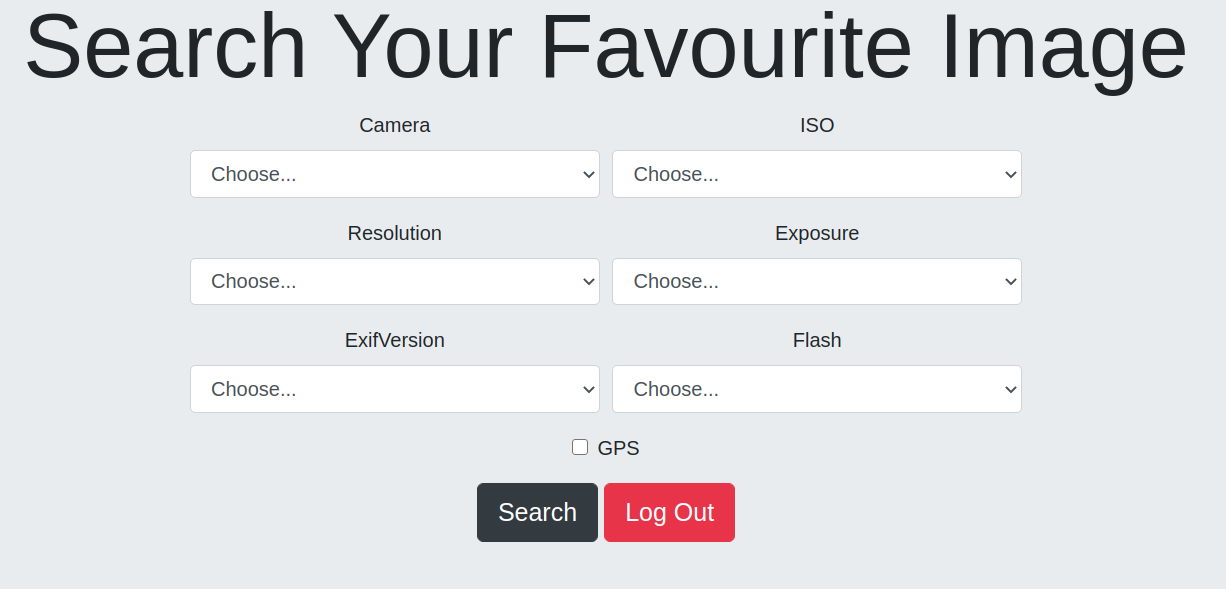 Search Your Favourite Image
Camera ISO
Choose... Choose...
Resolution Exposure
Choose... Choose...
ExifVersion Flash
Choose... Choose...
GPS
Search Log Out